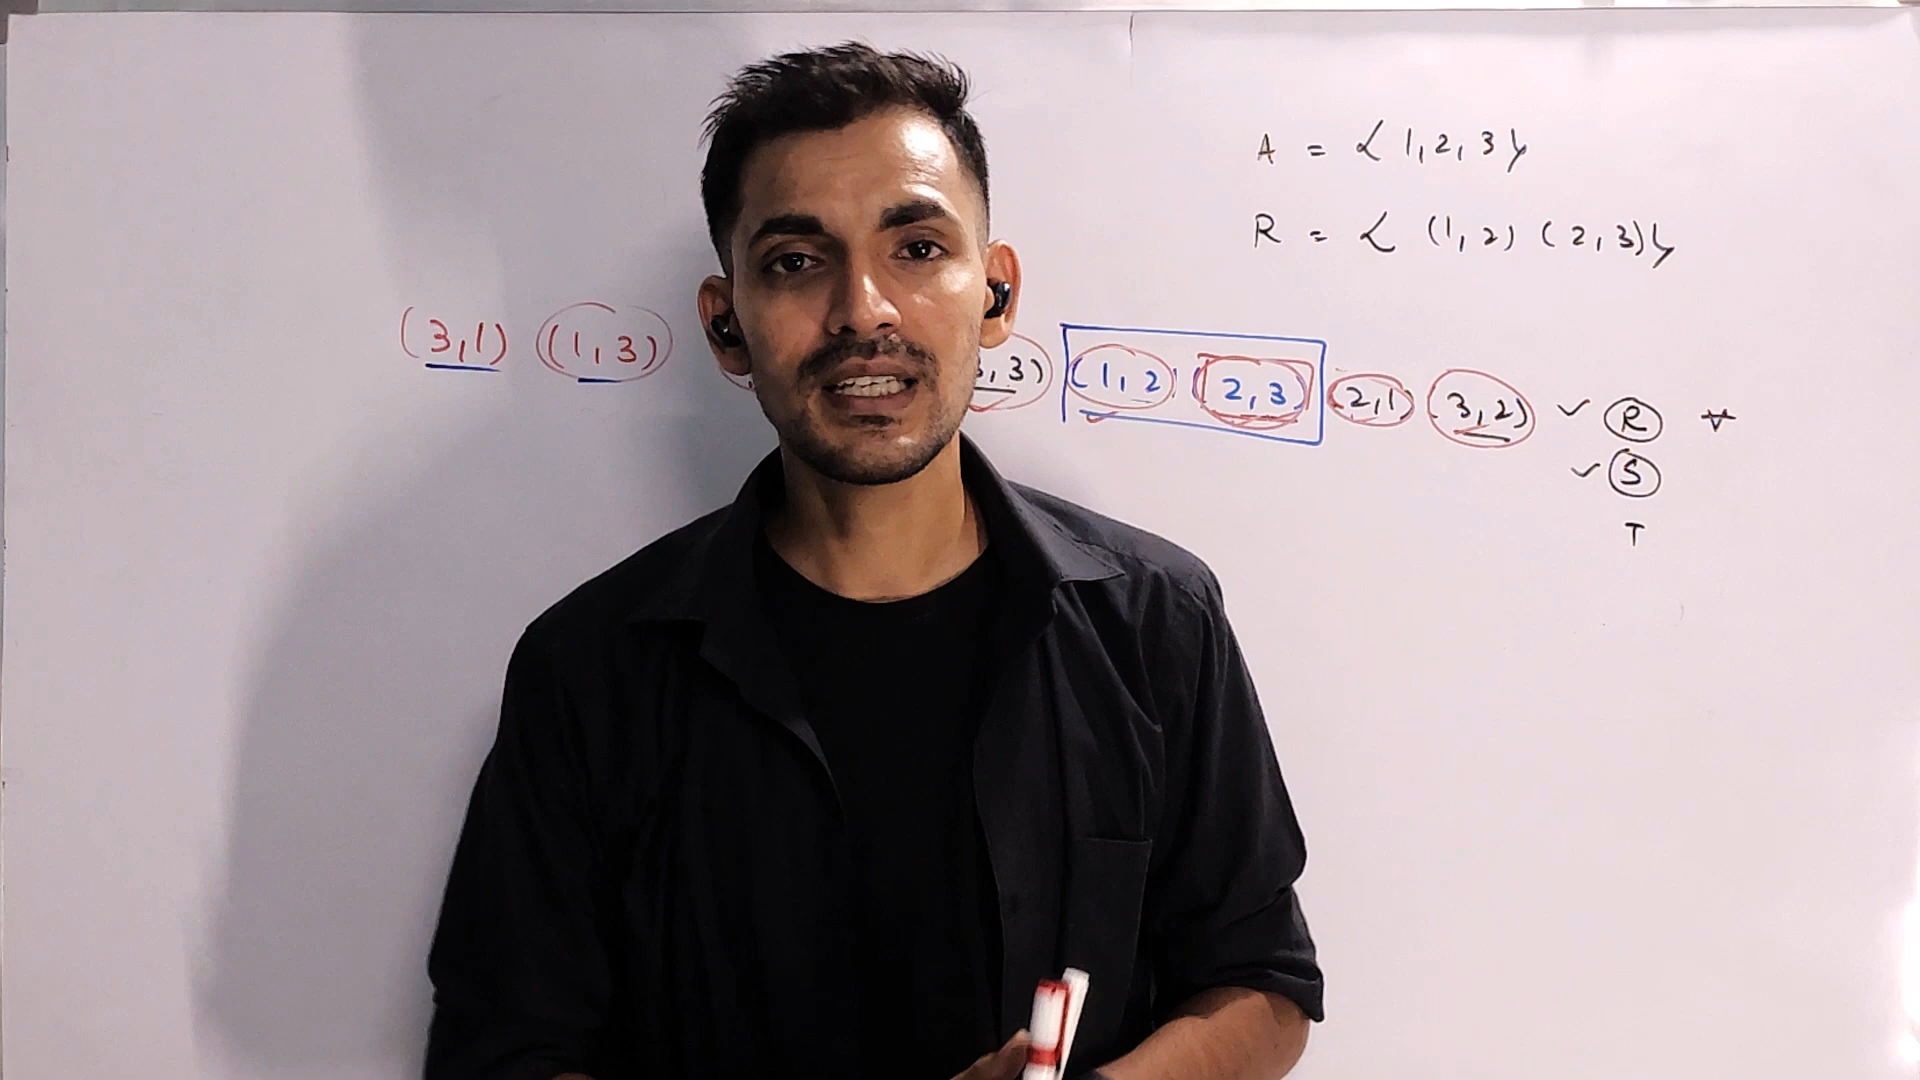 A = { 1, 2, 3 }
R = { (1, 2) (2, 3) }
(3,1) (1,3) 3, 3) (1, 2) (2, 3) (2,1) (3, 2) ✓ R ∀
✓ S
T